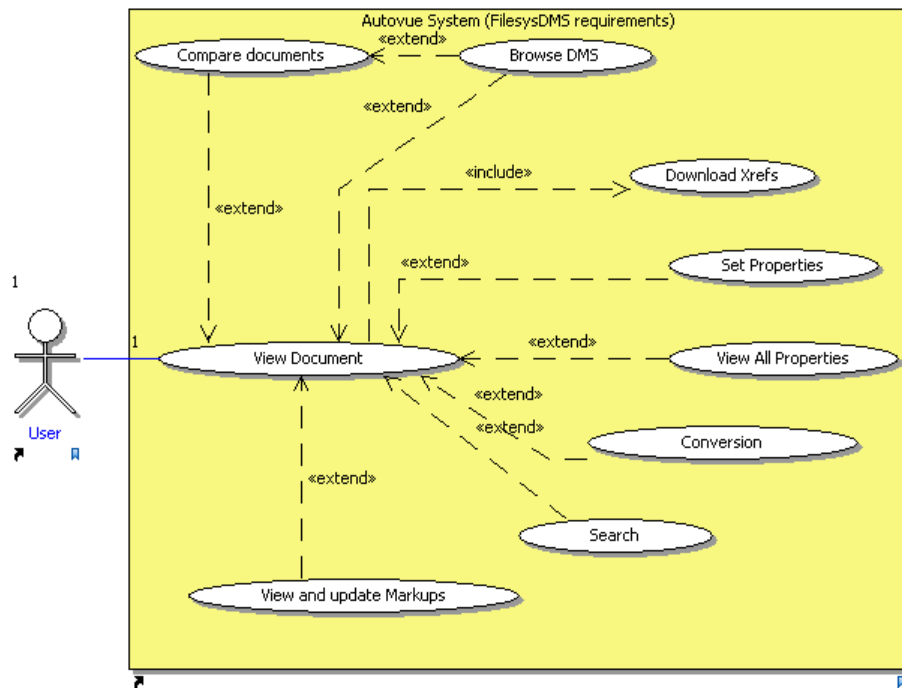 Autovue System (FilesysDMS requirements)
«extend»
Compare documents
Browse DMS
«extend»
«include»
Download Xrefs
«extend»
«extend»
Set Properties
1
1
View Document
«extend»
View All Properties
«extend»
«extend»
User
Conversion
«extend»
Search
View and update Markups